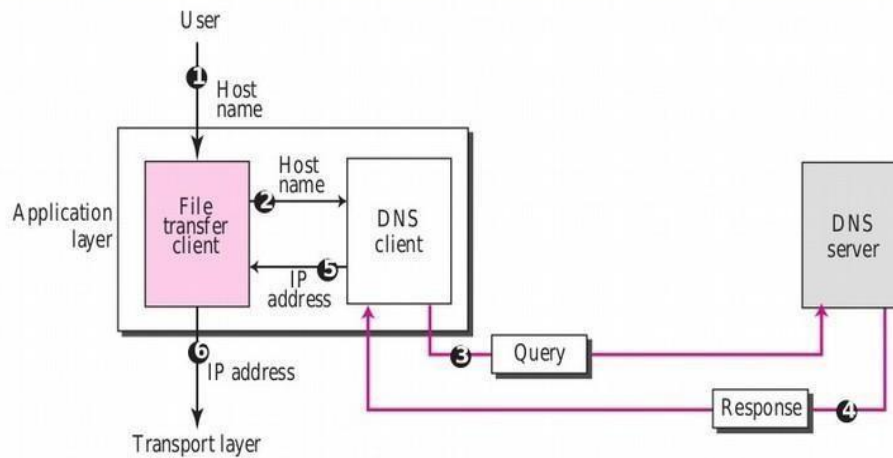 User
1
Host
name
Application
layer
File
transfer
client
2
Host
name
DNS
client
5
IP
address
DNS
server
3
Query
Response
4
6
IP address
Transport layer